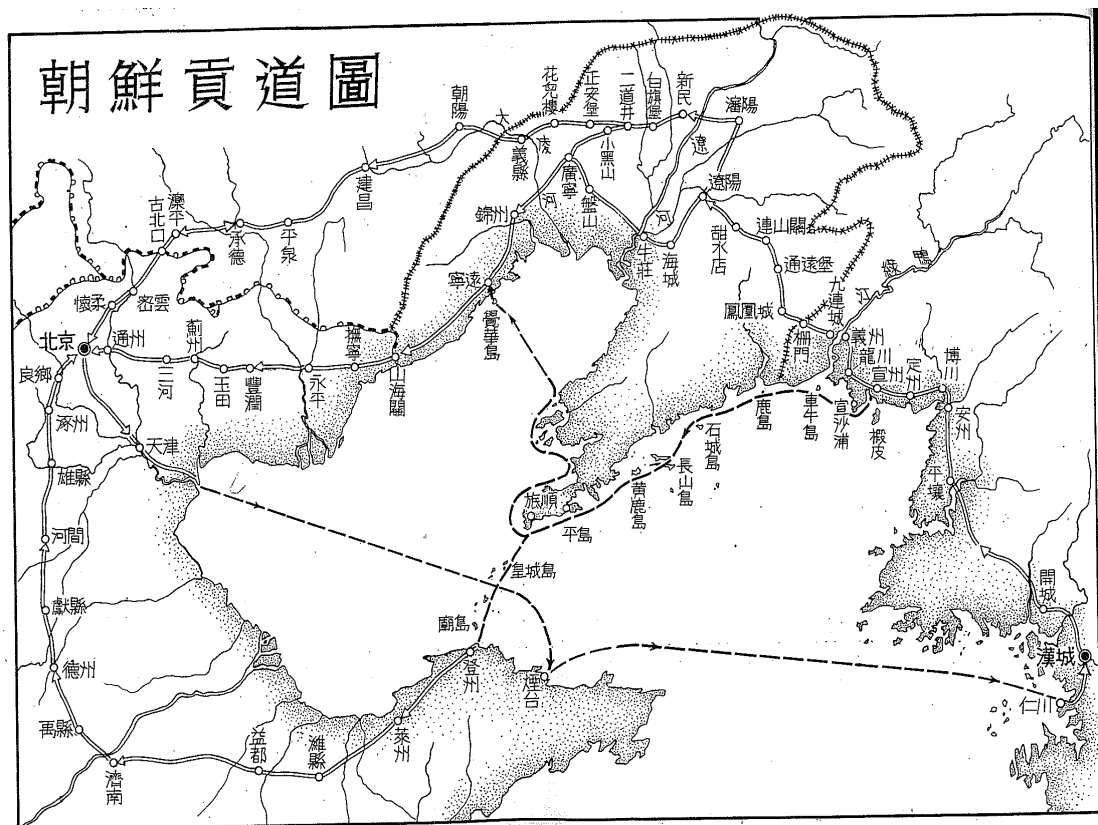 朝鮮貢道圖
朝陽
大
花兒樓
正安堡
二道井
白旗堡
新民
瀋陽
義縣
凌
河
小黑山
廣寧
盤山
遼
河
遼陽
建昌
錦州
牛莊
海城
甜水店
連山關
通遠堡
鳳凰城
柵門
九連城
鴨
綠
江
古北口
灤平
承德
平泉
寧遠
覺華島
懷柔
密雲
北京
通州
薊州
三河
玉田
豐潤
永平
撫寧
山海關
義州
龍川
宣州
定州
博川
安州
宣沙浦
椵皮
車牛島
鹿島
石城島
長山島
黃鹿島
平島
旅順
皇城島
廟島
平壤
開城
漢城
仁川
良鄉
涿州
雄縣
河間
獻縣
德州
禹縣
濟南
益都
濰縣
萊州
登州
煙台
天津